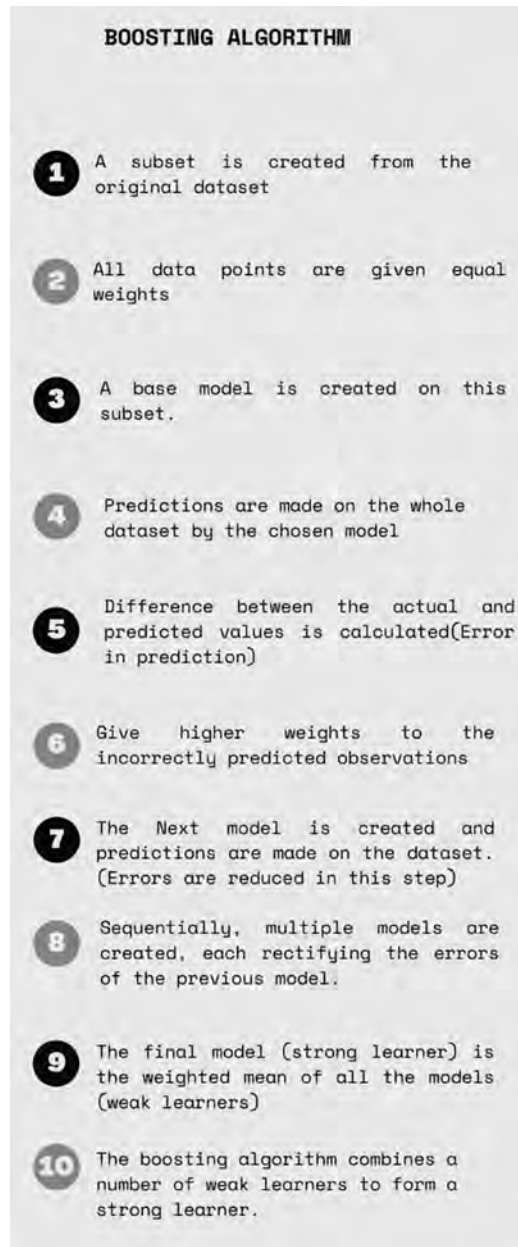 BOOSTING ALGORITHM
1
A subset is created from the
original dataset
2
All data points are given equal
weights
3
A base model is created on this
subset.
4
Predictions are made on the whole
dataset by the chosen model
5
Difference between the actual and
predicted values is calculated(Error
in prediction)
6
Give higher weights to the
incorrectly predicted observations
7
The Next model is created and
predictions are made on the dataset.
(Errors are reduced in this step)
8
Sequentially, multiple models are
created, each rectifying the errors
of the previous model.
9
The final model (strong learner) is
the weighted mean of all the models
(weak learners)
10
The boosting algorithm combines a
number of weak learners to form a
strong learner.